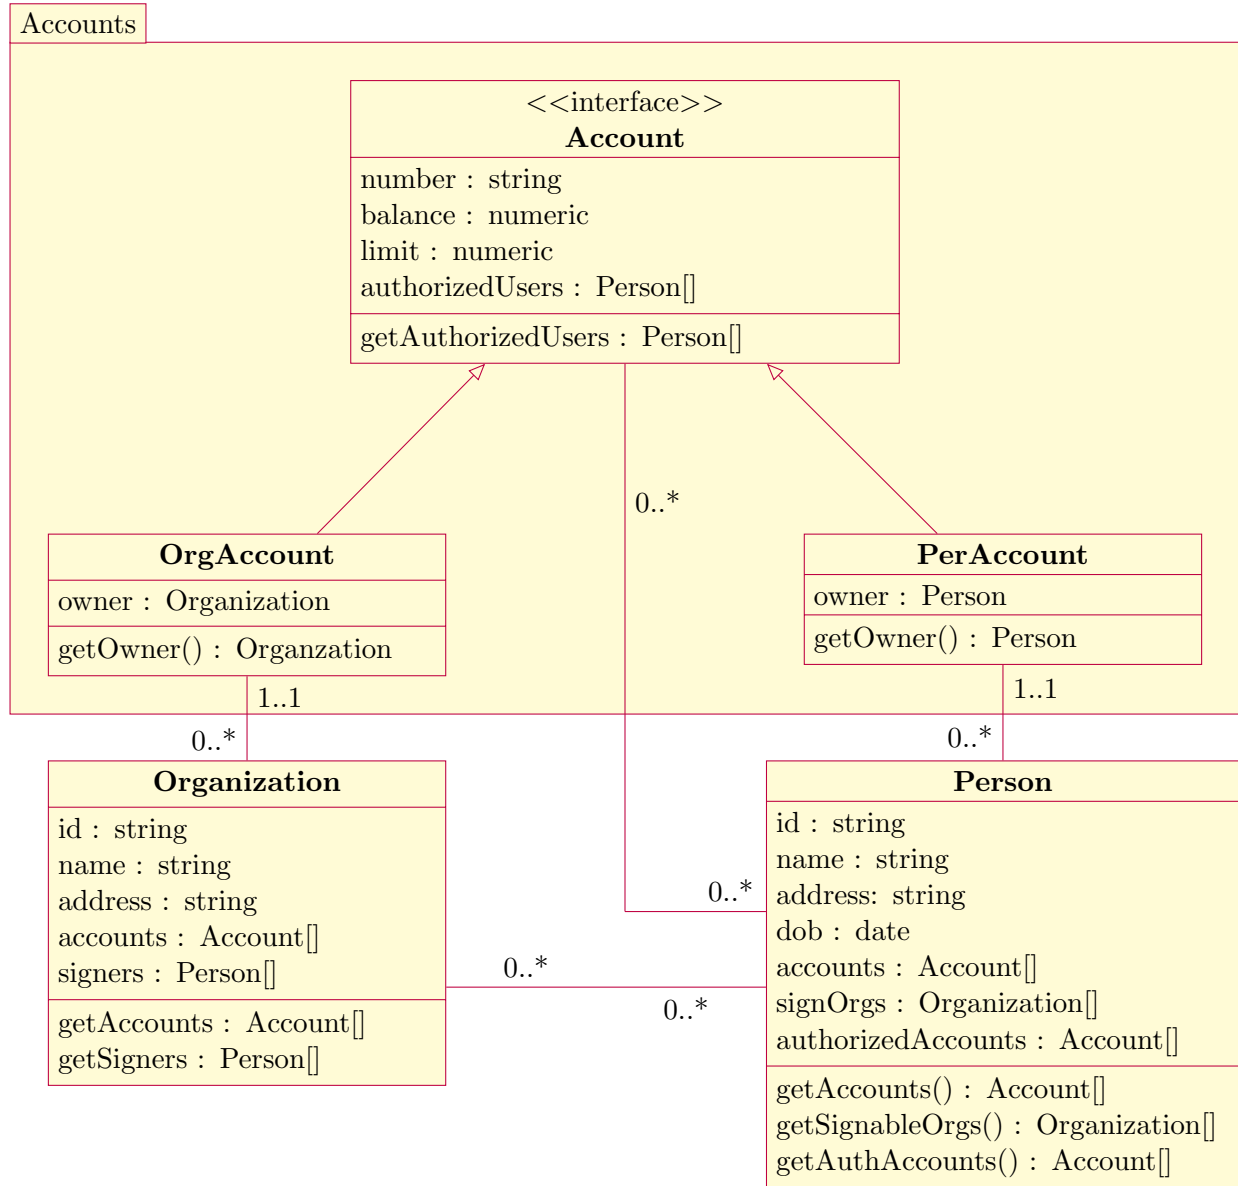 Accounts
<<interface>>
Account
number : string
balance : numeric
limit : numeric
authorizedUsers : Person[]
getAuthorizedUsers : Person[]
0..*
OrgAccount
owner : Organization
getOwner() : Organzation
PerAccount
owner : Person
getOwner() : Person
1..1
0..*
1..1
0..*
Organization
id : string
name : string
address : string
accounts : Account[]
signers : Person[]
getAccounts : Account[]
getSigners : Person[]
0..*
0..*
0..*
Person
id : string
name : string
address: string
dob : date
accounts : Account[]
signOrgs : Organization[]
authorizedAccounts : Account[]
getAccounts() : Account[]
getSignableOrgs() : Organization[]
getAuthAccounts() : Account[]